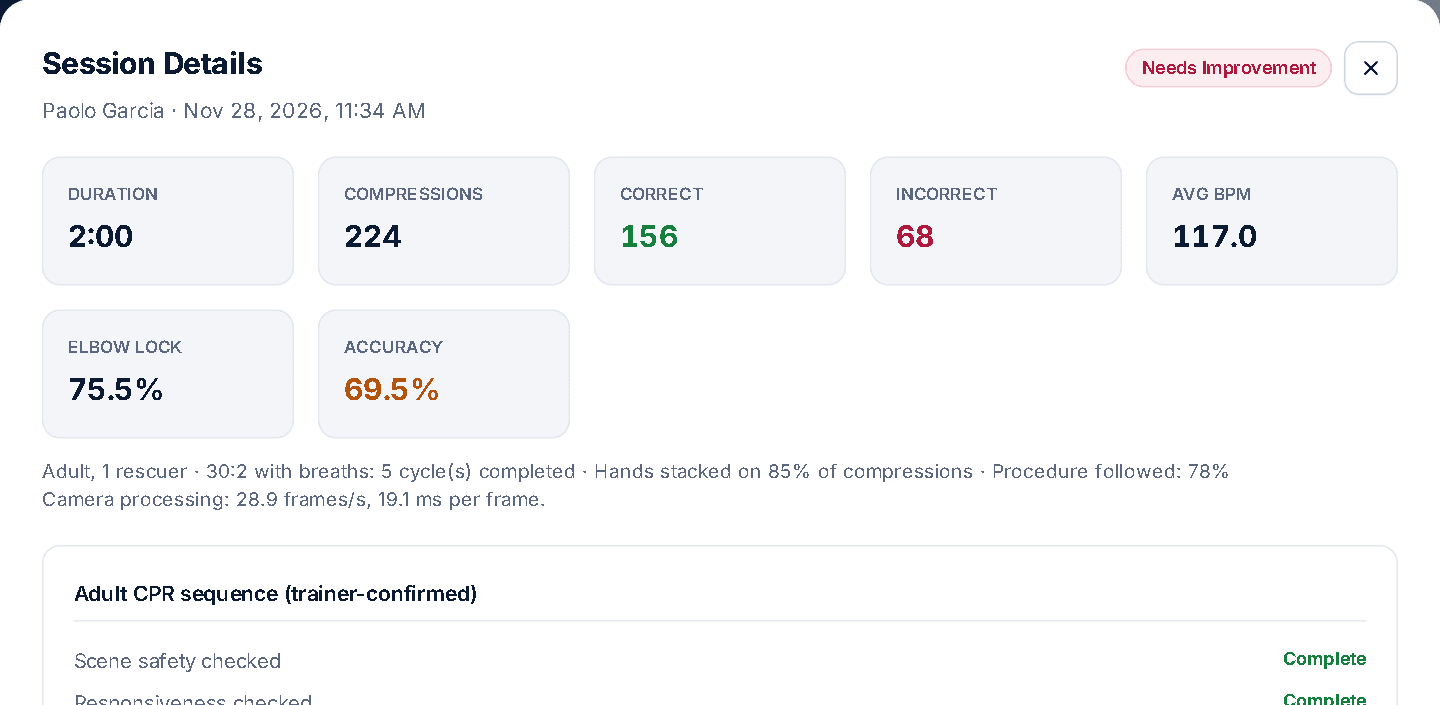 Session Details
Needs Improvement
Paolo Garcia · Nov 28, 2026, 11:34 AM
DURATION
2:00
COMPRESSIONS
224
CORRECT
156
INCORRECT
68
AVG BPM
117.0
ELBOW LOCK
75.5%
ACCURACY
69.5%
Adult, 1 rescuer · 30:2 with breaths: 5 cycle(s) completed · Hands stacked on 85% of compressions · Procedure followed: 78%
Camera processing: 28.9 frames/s, 19.1 ms per frame.
Adult CPR sequence (trainer-confirmed)
Scene safety checked Complete
Responsiveness checked Complete